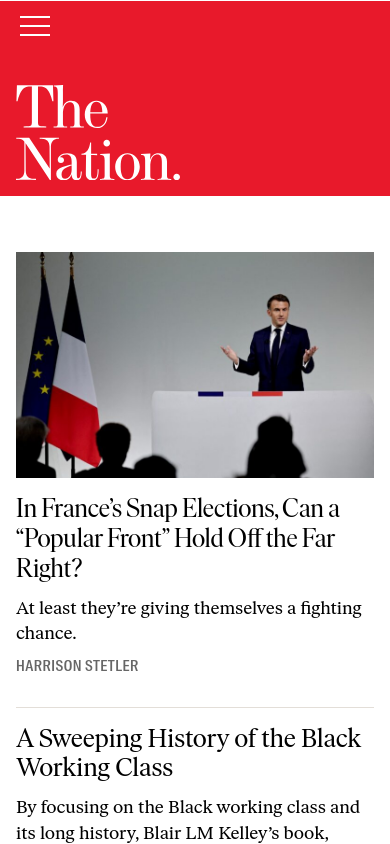 The
Nation.
In France’s Snap Elections, Can a
“Popular Front” Hold Off the Far
Right?
At least they’re giving themselves a fighting
chance.
HARRISON STETLER
A Sweeping History of the Black
Working Class
By focusing on the Black working class and
its long history, Blair LM Kelley’s book,